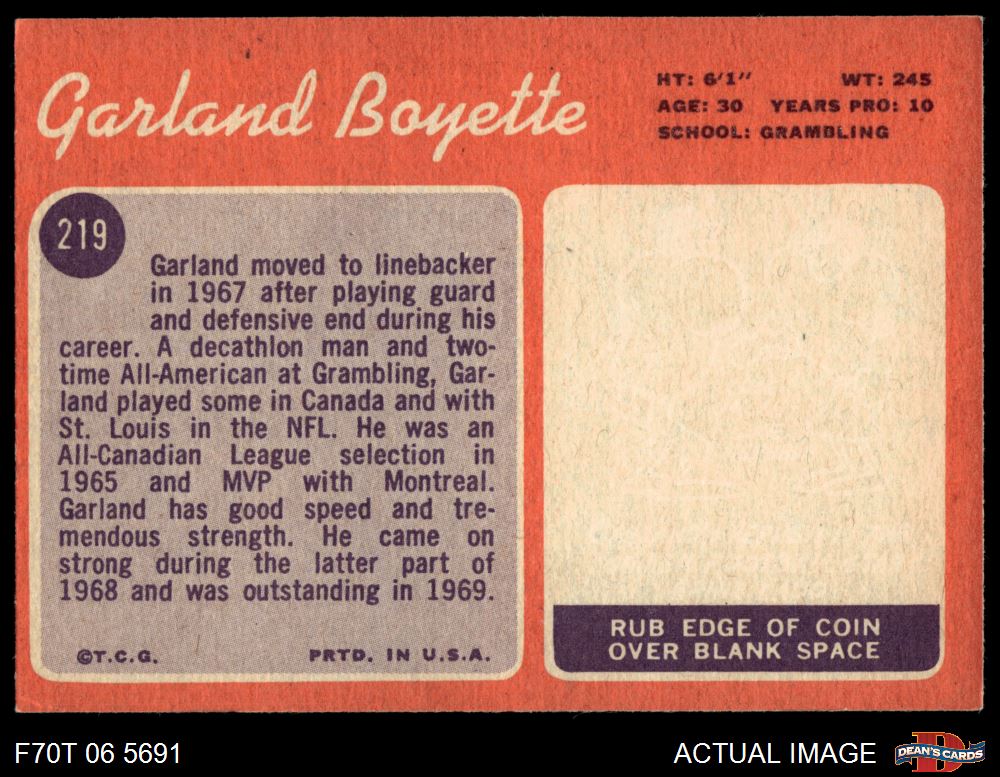 Garland Boyette
HT: 6'1" WT: 245
AGE: 30 YEARS PRO: 10
SCHOOL: GRAMBLING
219
Garland moved to linebacker
in 1967 after playing guard
and defensive end during his
career. A decathlon man and two-
time All-American at Grambling, Gar-
land played some in Canada and with
St. Louis in the NFL. He was an
All-Canadian League selection in
1965 and MVP with Montreal.
Garland has good speed and tre-
mendous strength. He came on
strong during the latter part of
1968 and was outstanding in 1969.
©T.C.G. PRTD. IN U.S.A.
RUB EDGE OF COIN
OVER BLANK SPACE
F70T 06 5691
ACTUAL IMAGE
D
DEAN'S CARDS